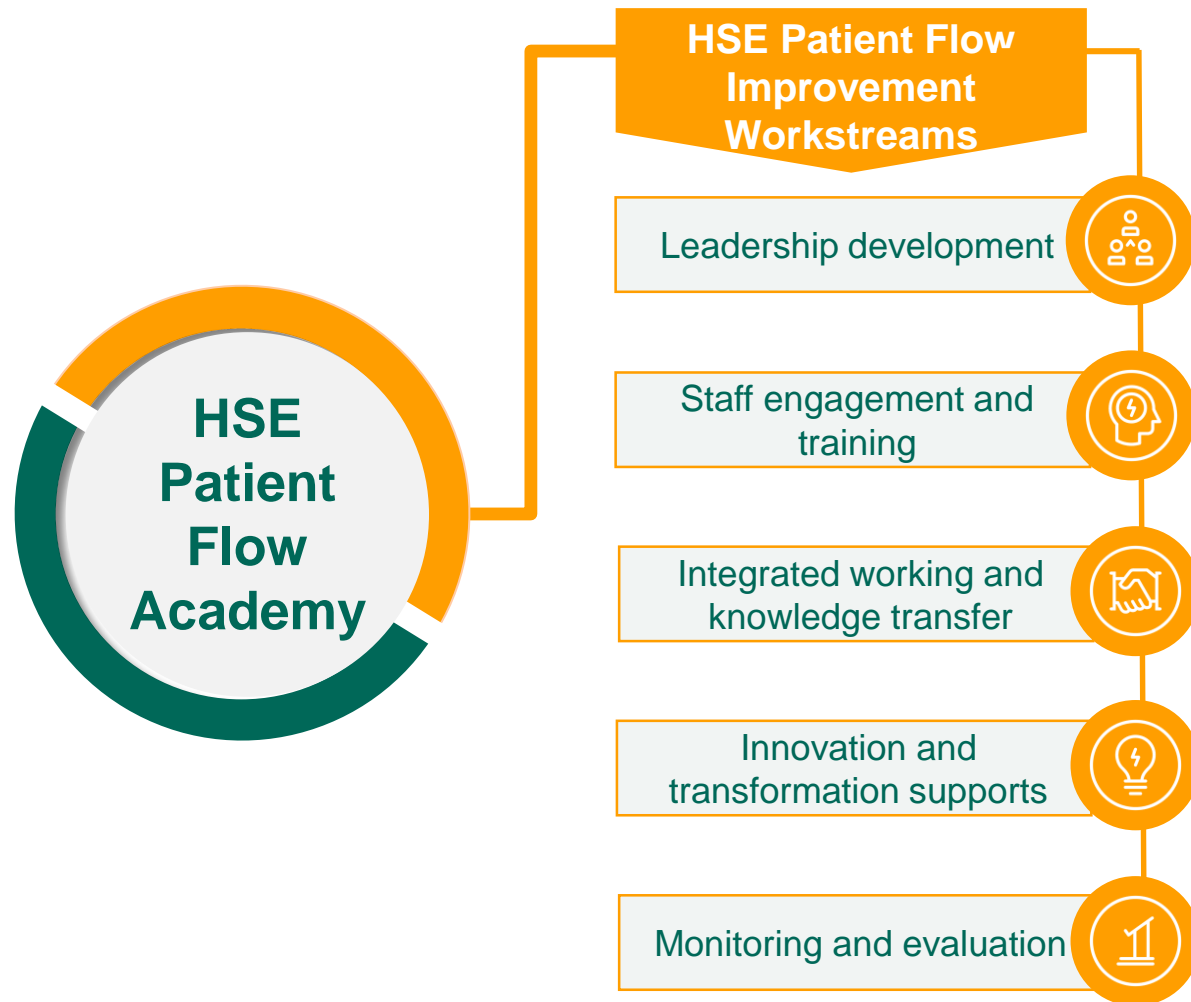 HSE Patient Flow
Improvement
Workstreams
Leadership development
Staff engagement and
training
Integrated working and
knowledge transfer
Innovation and
transformation supports
Monitoring and evaluation
HSE
Patient
Flow
Academy